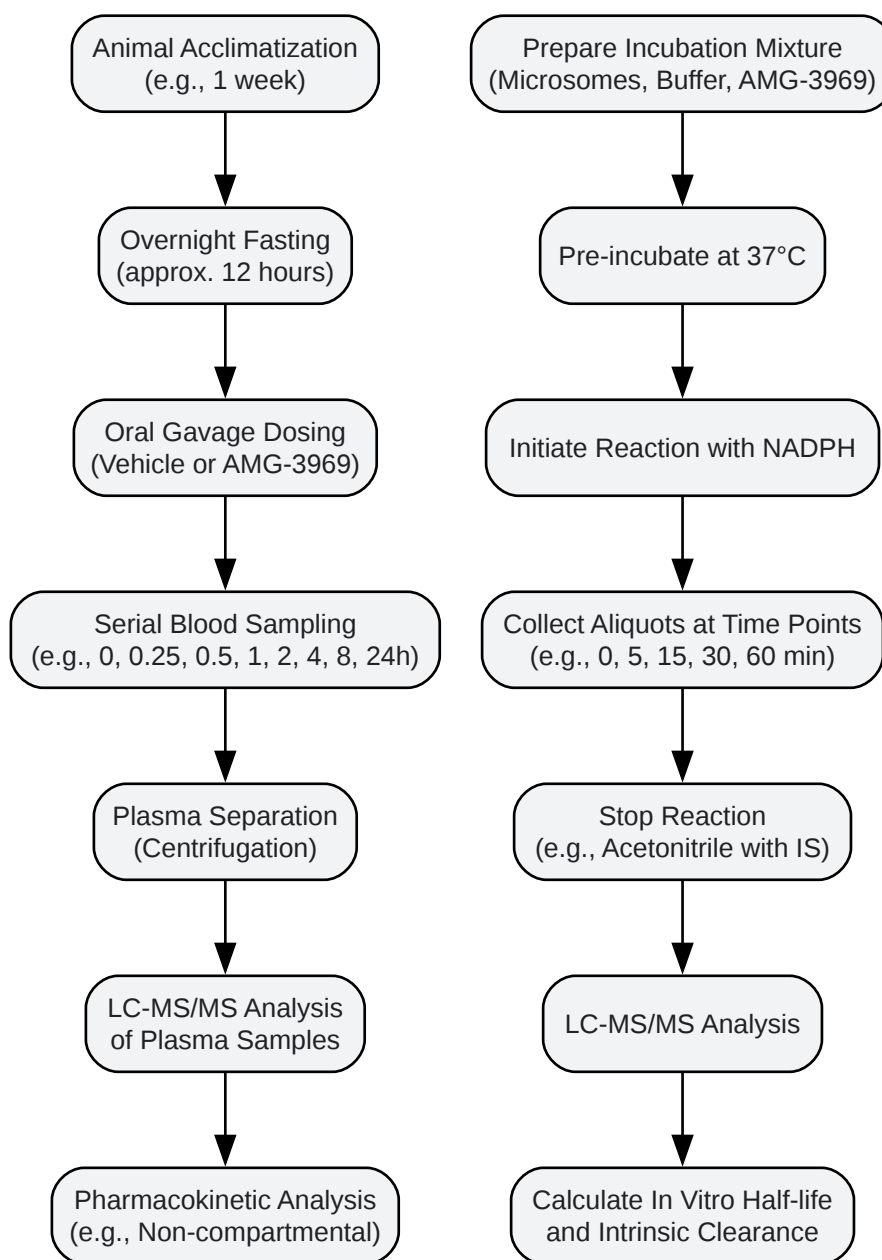 Animal Acclimatization
(e.g., 1 week)
Overnight Fasting
(approx. 12 hours)
Oral Gavage Dosing
(Vehicle or AMG-3969)
Serial Blood Sampling
(e.g., 0, 0.25, 0.5, 1, 2, 4, 8, 24h)
Plasma Separation
(Centrifugation)
LC-MS/MS Analysis
of Plasma Samples
Pharmacokinetic Analysis
(e.g., Non-compartmental)
Prepare Incubation Mixture
(Microsomes, Buffer, AMG-3969)
Pre-incubate at 37°C
Initiate Reaction with NADPH
Collect Aliquots at Time Points
(e.g., 0, 5, 15, 30, 60 min)
Stop Reaction
(e.g., Acetonitrile with IS)
LC-MS/MS Analysis
Calculate In Vitro Half-life
and Intrinsic Clearance